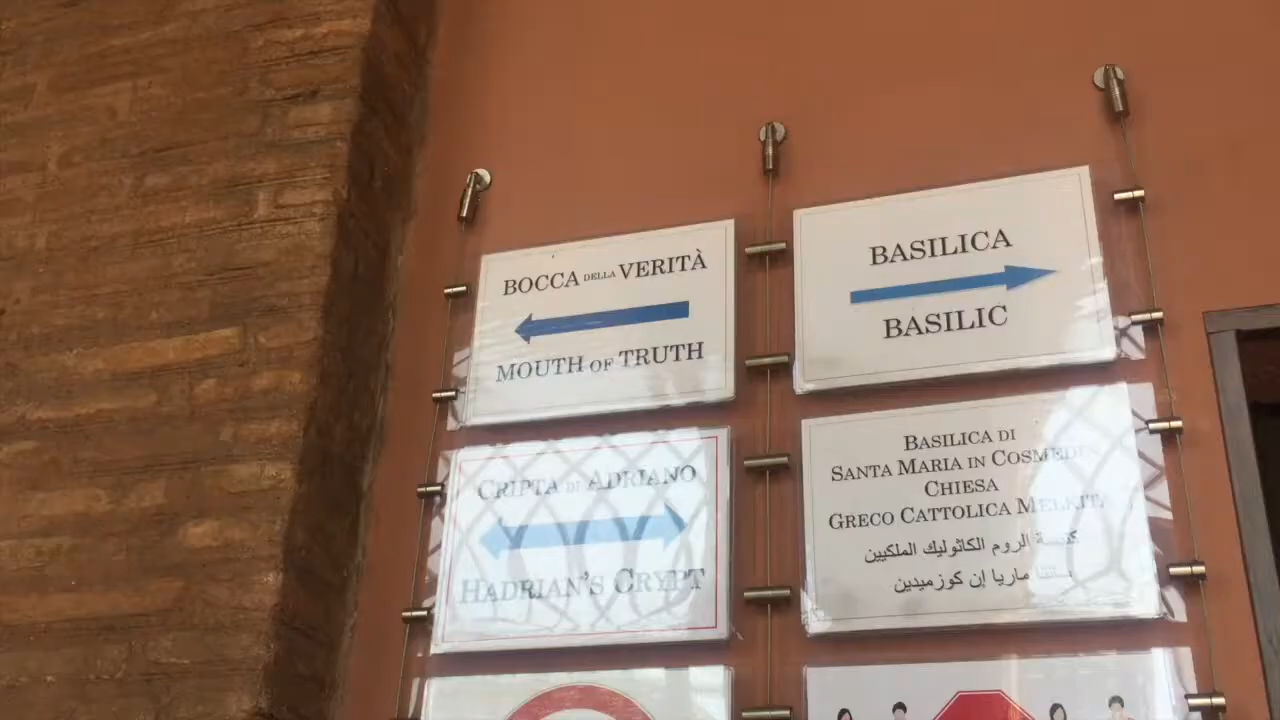 BOCCA DELLA VERITÀ
MOUTH OF TRUTH
BASILICA
BASILIC
CRIPTA DI ADRIANO
HADRIAN'S CRYPT
BASILICA DI
SANTA MARIA IN COSMEDIN
CHIESA
GRECO CATTOLICA MELKITA
كنيسة الروم الكاثوليك الملكيين
سانتا ماريا إن كوزميدين